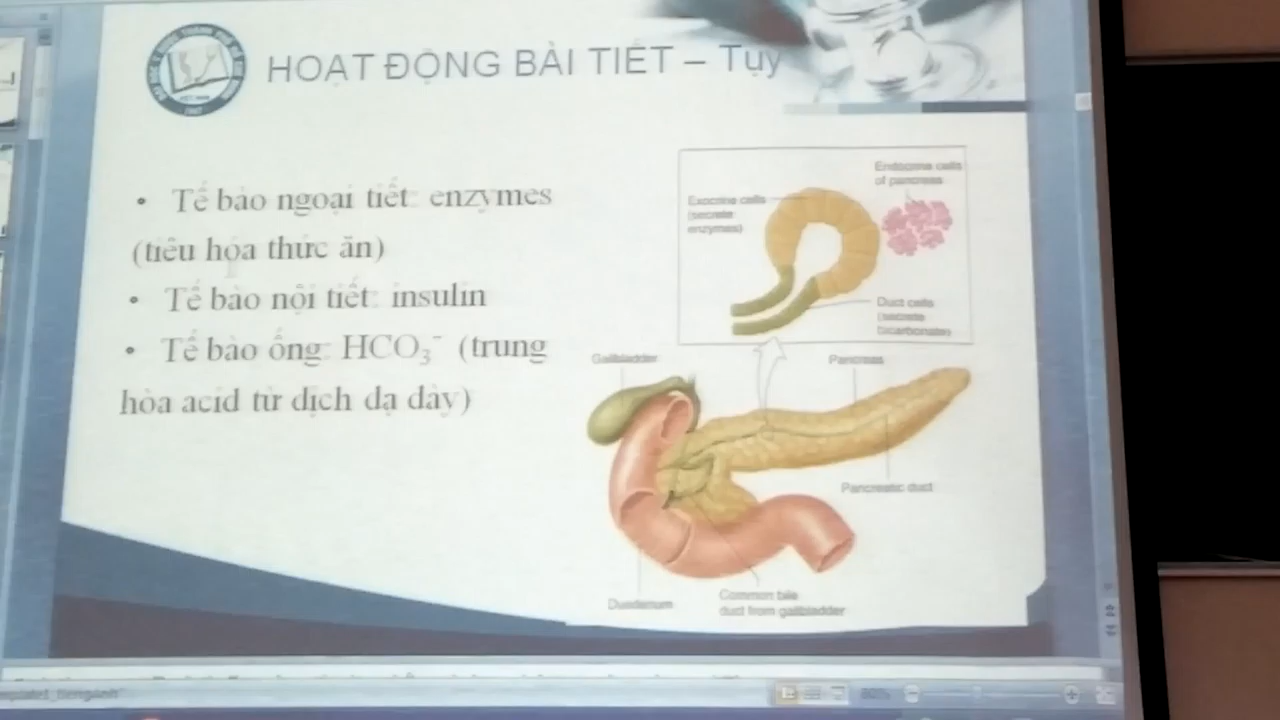 HOẠT ĐỘNG BÀI TIẾT – Tụy
• Tế bào ngoại tiết: enzymes
(tiêu hóa thức ăn)
• Tế bào nội tiết: insulin
• Tế bào ống: HCO₃⁻ (trung
hòa acid từ dịch dạ dày)
Endocrine cells
of pancreas
Exocrine cells
(secrete
enzymes)
Duct cells
(secrete
bicarbonate)
Gallbladder
Pancreas
Pancreatic duct
Duodenum
Common bile
duct from gallbladder
80%